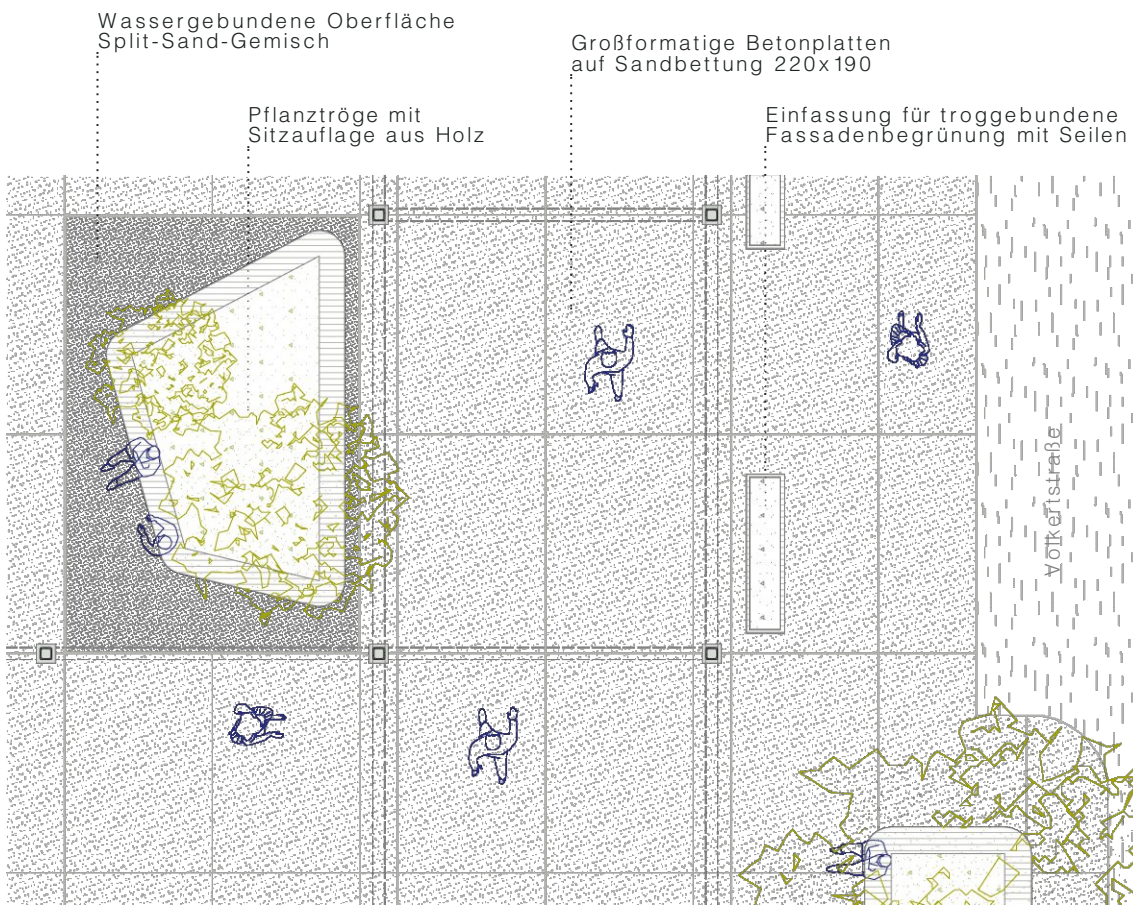 Wassergebundene Oberfläche
Split-Sand-Gemisch
Großformatige Betonplatten
auf Sandbettung 220x190
Pflanztröge mit
Sitzauflage aus Holz
Einfassung für troggebundene
Fassadenbegrünung mit Seilen
Volkertstraße